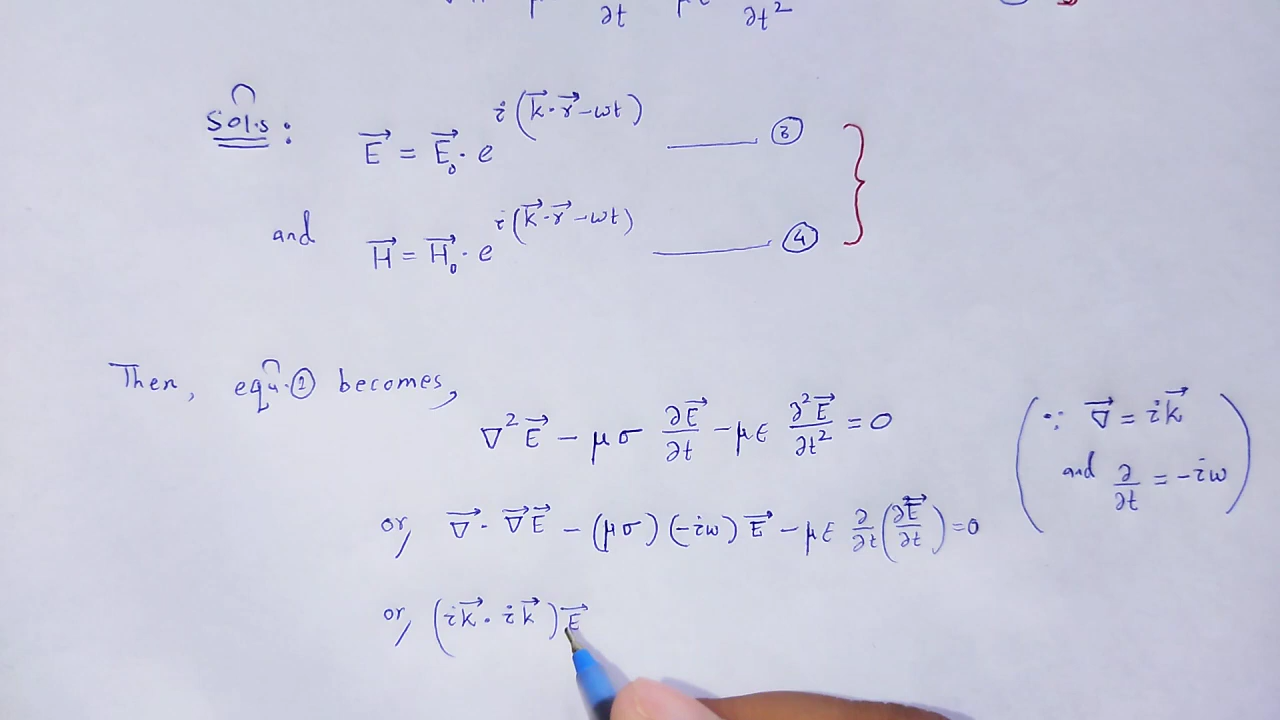 ∂t ∂t²
Sol.s : E⃗ = E⃗₀ · e^{i(k⃗·r⃗−ωt)} ——— ③
and H⃗ = H⃗₀ · e^{i(k⃗·r⃗−ωt)} ——— ④
Then, equ.① becomes,
∇²E⃗ − μσ ∂E⃗/∂t − με ∂²E⃗/∂t² = 0
(∵ ∇⃗ = ik⃗
and ∂/∂t = −iω)
or, ∇⃗ · ∇⃗E⃗ − (μσ)(−iω)E⃗ − με ∂/∂t(∂E⃗/∂t) = 0
or, (ik⃗ · ik⃗)E⃗